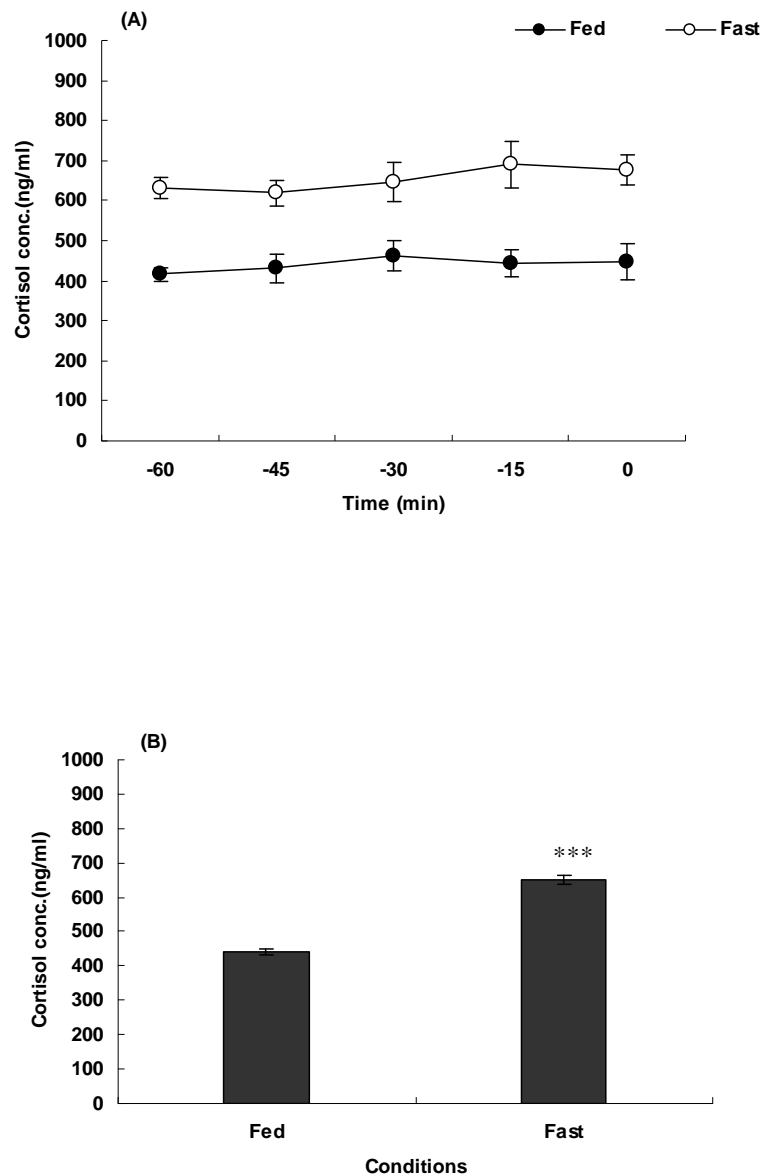 (A)
Fed Fast
1000
900
800
700
600
500
400
300
200
100
0
Cortisol conc.(ng/ml)
-60 -45 -30 -15 0
Time (min)
(B)
1000
900
800
700
600
500
400
300
200
100
0
Cortisol conc.(ng/ml)
***
Fed Fast
Conditions